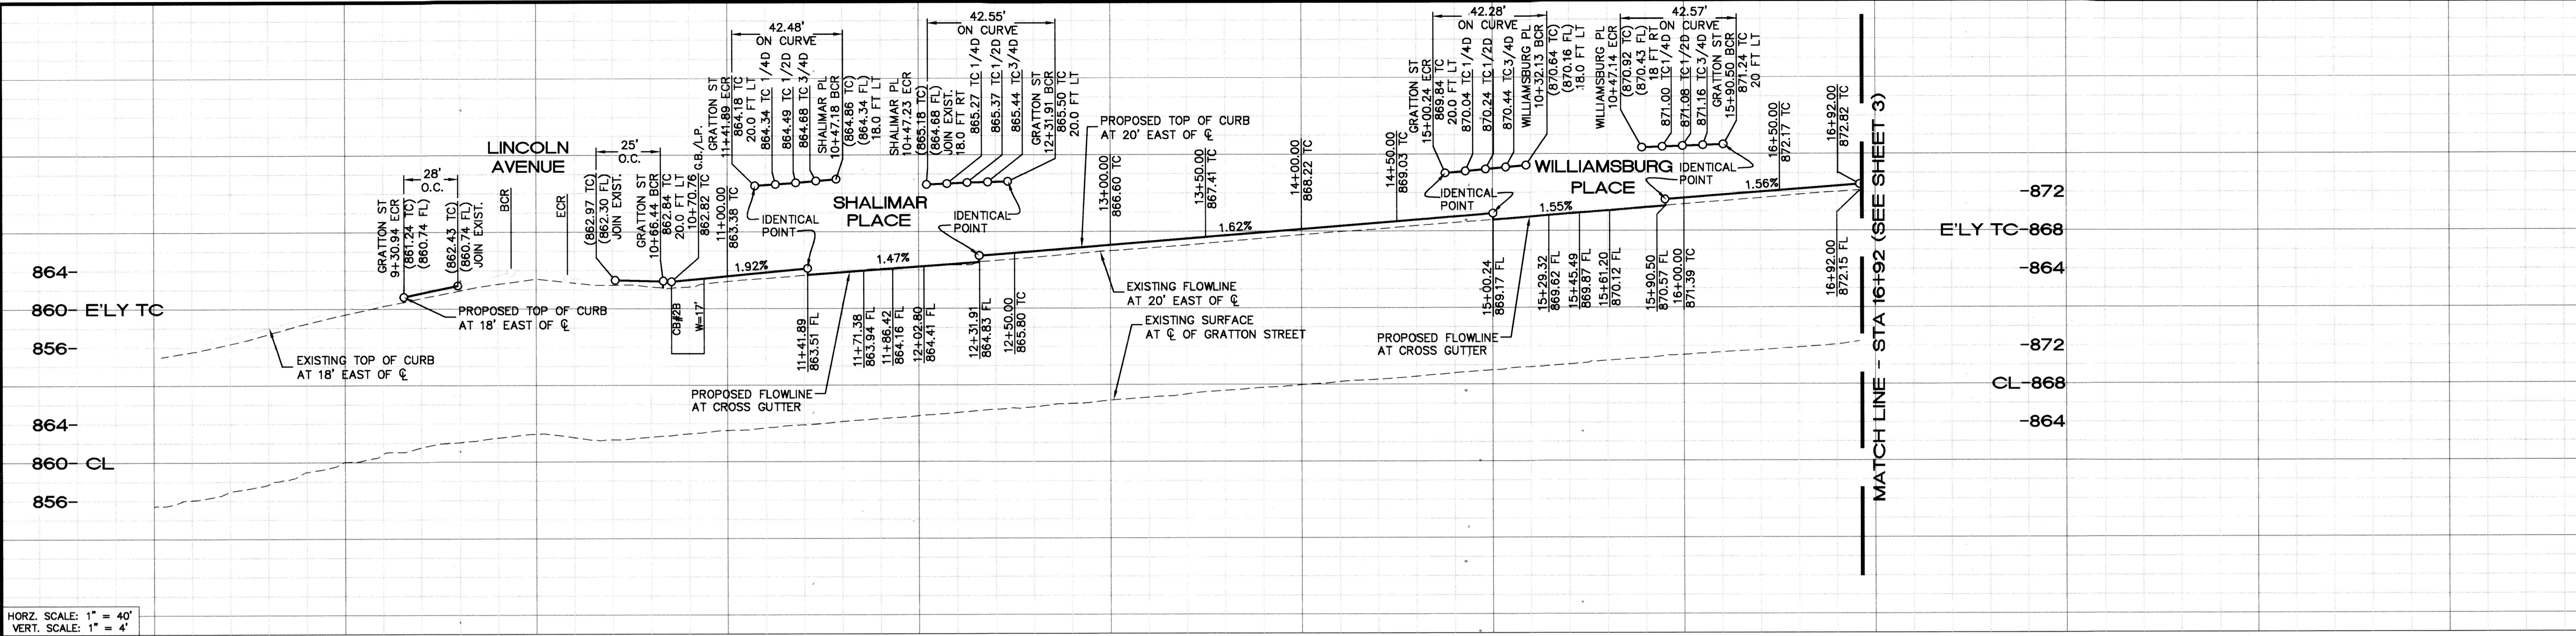 GRATTON ST
9+30.94 ECR
(861.24 TC)
(860.74 FL)
28'
O.C.
(862.43 TC)
(860.74 FL)
JOIN EXIST.
LINCOLN
AVENUE
BCR
ECR
25'
O.C.
(862.97 TC)
(862.30 FL)
JOIN EXIST.
GRATTON ST
10+66.44 BCR
862.84 TC
20.0 FT LT
10+70.76
862.82 TC G.B./L.P.
11+00.00
863.38 TC
42.48'
ON CURVE
GRATTON ST
11+41.89 ECR
864.18 TC
20.0 FT LT
864.34 TC 1/4D
864.49 TC 1/2D
864.68 TC 3/4D
SHALIMAR PL
10+47.18 BCR
(864.86 TC)
(864.34 FL)
18.0 FT LT
SHALIMAR
PLACE
IDENTICAL
POINT
42.55'
ON CURVE
SHALIMAR PL
10+47.23 ECR
(865.18 TC)
(864.68 FL)
JOIN EXIST.
18.0 FT RT
865.27 TC 1/4D
865.37 TC 1/2D
865.44 TC 3/4D
GRATTON ST
12+31.91 BCR
865.50 TC
20.0 FT LT
IDENTICAL
POINT
PROPOSED TOP OF CURB
AT 20' EAST OF ℄
13+00.00
866.60 TC
13+50.00
867.41 TC
14+00.00
868.22 TC
14+50.00
869.03 TC
42.28'
ON CURVE
GRATTON ST
15+00.24 ECR
869.84 TC
20.0 FT LT
870.04 TC 1/4D
870.24 TC 1/2D
870.44 TC 3/4D
WILLIAMSBURG PL
10+32.13 BCR
(870.64 TC)
(870.16 FL)
18.0 FT LT
IDENTICAL
POINT
WILLIAMSBURG
PLACE
42.57'
ON CURVE
WILLIAMSBURG PL
10+47.14 ECR
(870.92 TC)
(870.43 FL)
18 FT RT
871.00 TC 1/4D
871.08 TC 1/2D
871.16 TC 3/4D
GRATTON ST
15+90.50 BCR
871.24 TC
20 FT LT
IDENTICAL
POINT
16+50.00
872.17 TC
16+92.00
872.82 TC
MATCH LINE - STA 16+92 (SEE SHEET 3)
1.92%
1.47%
1.62%
1.55%
1.56%
864-
860- E'LY TC
856-
-872
E'LY TC-868
-864
PROPOSED TOP OF CURB
AT 18' EAST OF ℄
EXISTING TOP OF CURB
AT 18' EAST OF ℄
CB#2B
W=17'
11+41.89
863.51 FL
11+71.38
863.94 FL
11+86.42
864.16 FL
12+02.80
864.41 FL
12+31.91
864.83 FL
12+50.00
865.80 TC
PROPOSED FLOWLINE
AT CROSS GUTTER
EXISTING FLOWLINE
AT 20' EAST OF ℄
EXISTING SURFACE
AT ℄ OF GRATTON STREET
15+00.24
869.17 FL
15+29.32
869.62 FL
15+45.49
869.87 FL
15+61.20
870.12 FL
15+90.50
870.57 FL
16+00.00
871.39 TC
16+92.00
872.15 FL
PROPOSED FLOWLINE
AT CROSS GUTTER
864-
860- CL
856-
-872
CL-868
-864
HORZ. SCALE: 1" = 40'
VERT. SCALE: 1" = 4'